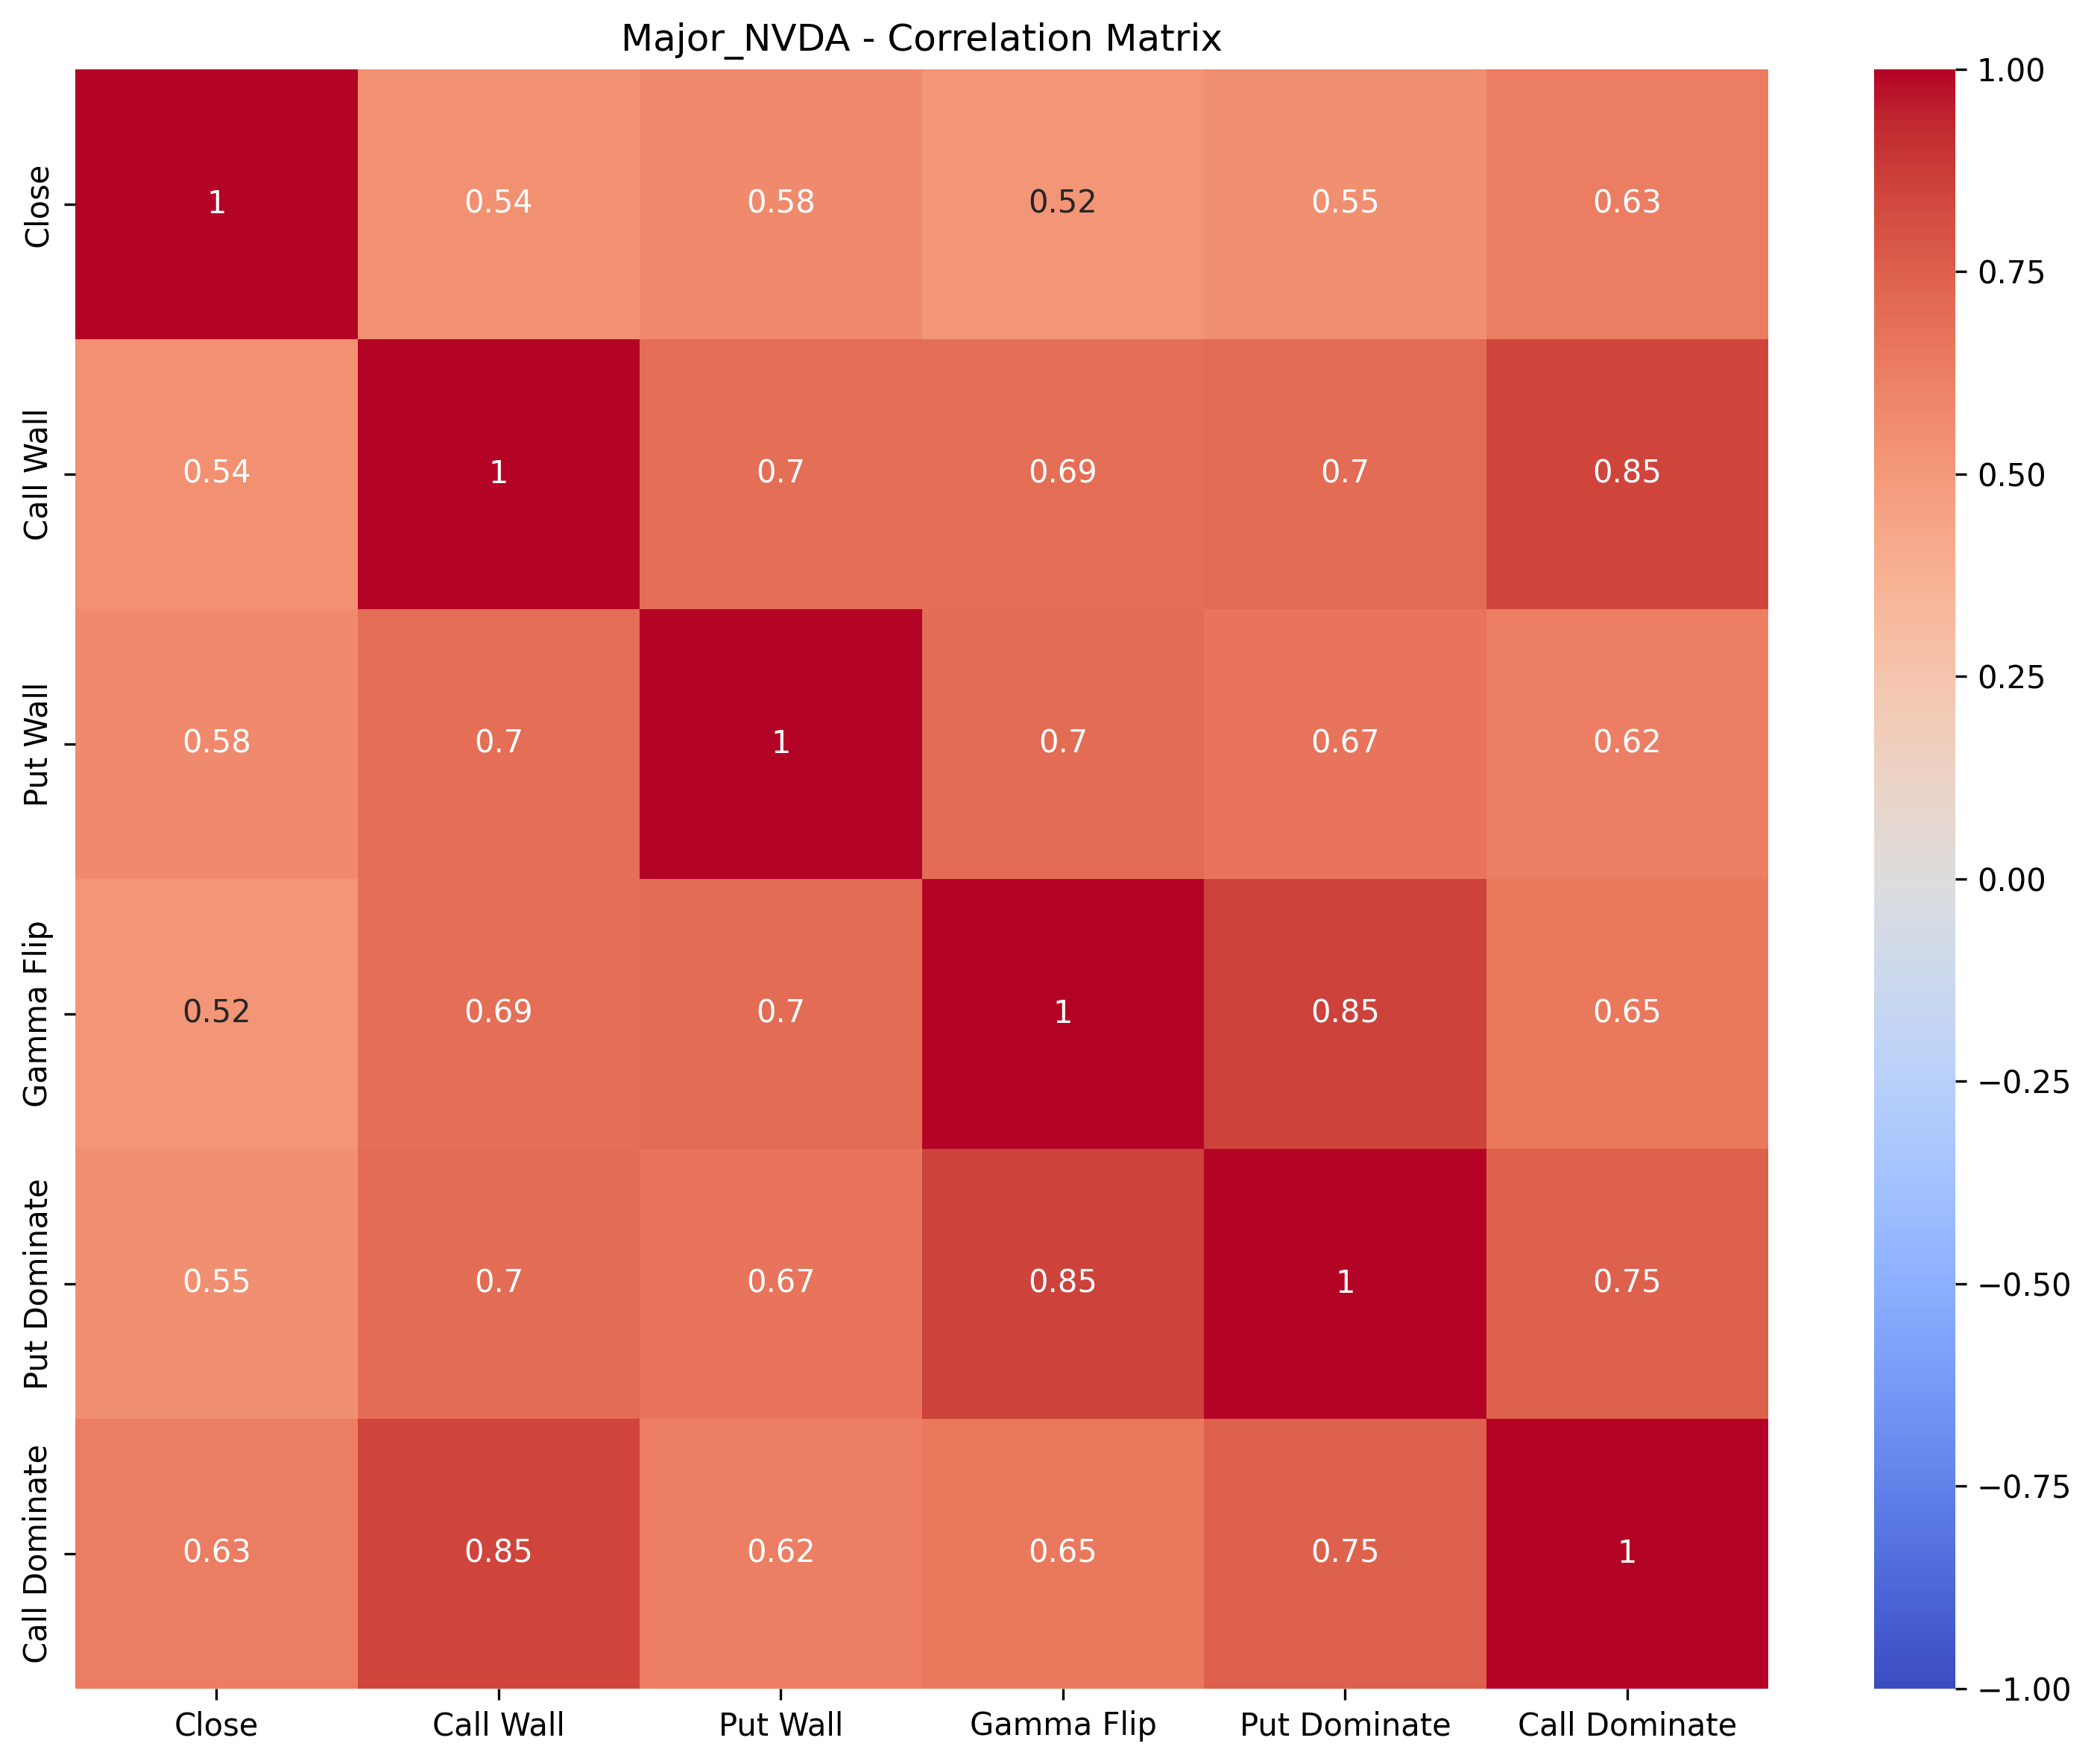 Major_NVDA - Correlation Matrix
Close 1 0.54 0.58 0.52 0.55 0.63
Call Wall 0.54 1 0.7 0.69 0.7 0.85
Put Wall 0.58 0.7 1 0.7 0.67 0.62
Gamma Flip 0.52 0.69 0.7 1 0.85 0.65
Put Dominate 0.55 0.7 0.67 0.85 1 0.75
Call Dominate 0.63 0.85 0.62 0.65 0.75 1
Close Call Wall Put Wall Gamma Flip Put Dominate Call Dominate
1.00
0.75
0.50
0.25
0.00
−0.25
−0.50
−0.75
−1.00